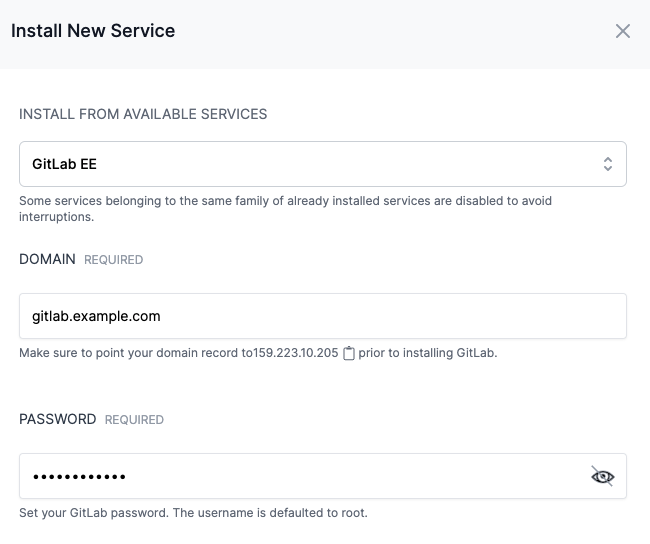 Install New Service
INSTALL FROM AVAILABLE SERVICES
GitLab EE
Some services belonging to the same family of already installed services are disabled to avoid
interruptions.
DOMAIN REQUIRED
gitlab.example.com
Make sure to point your domain record to159.223.10.205 prior to installing GitLab.
PASSWORD REQUIRED
••••••••••••
Set your GitLab password. The username is defaulted to root.